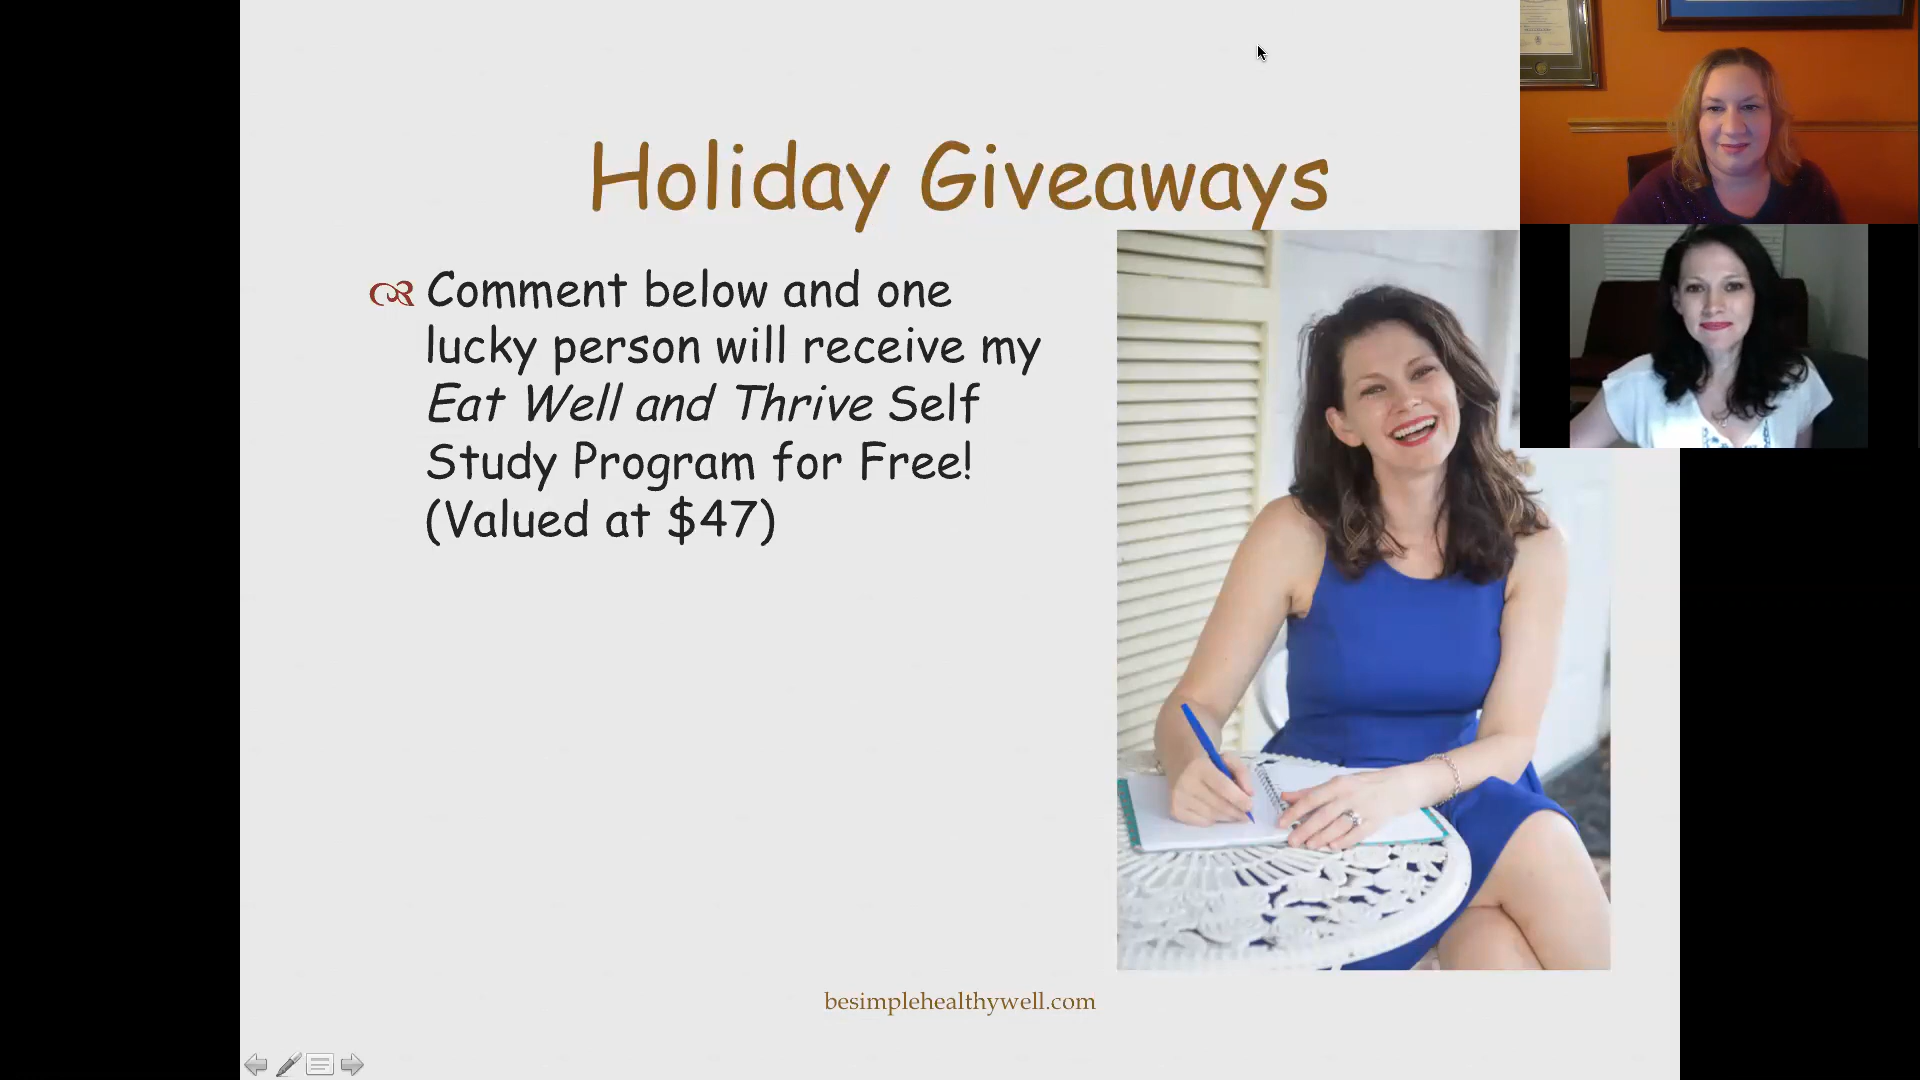 Holiday Giveaways
Comment below and one
lucky person will receive my
Eat Well and Thrive Self
Study Program for Free!
(Valued at $47)
besimplehealthywell.com